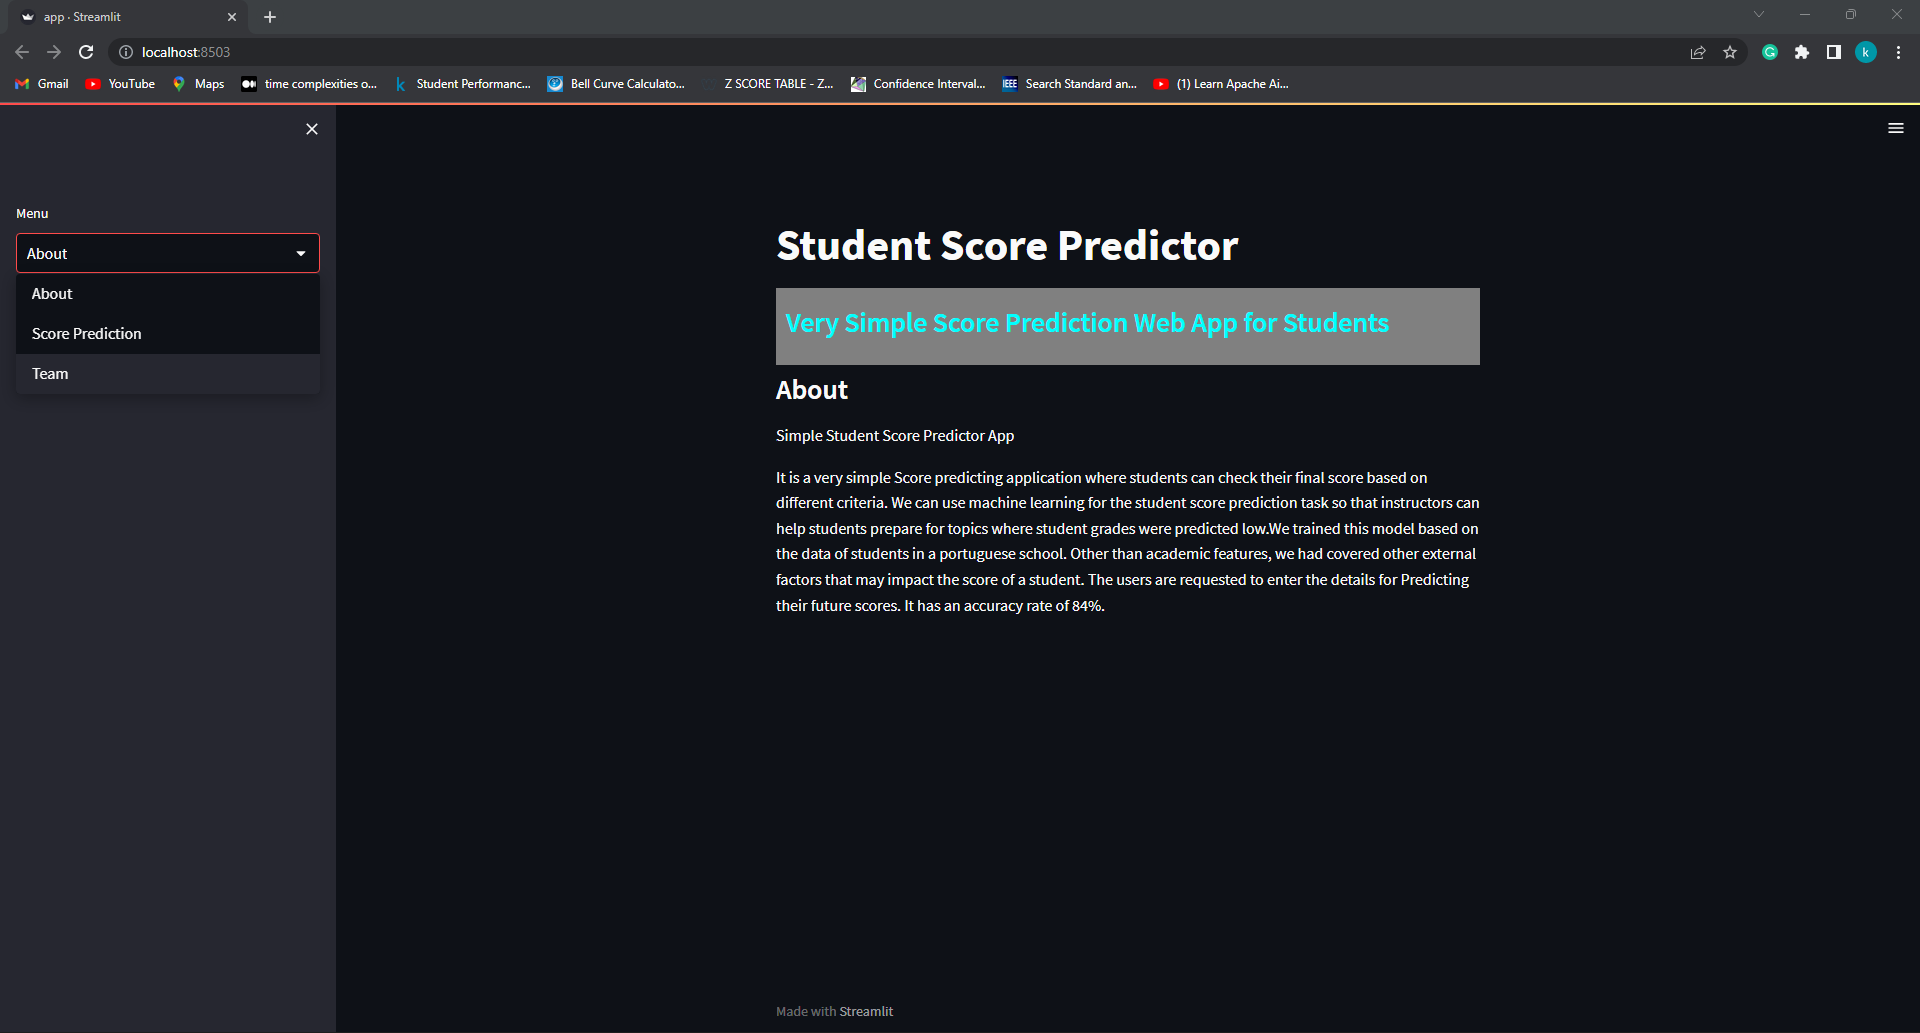 app · Streamlit
localhost:8503
Gmail YouTube Maps time complexities o... Student Performanc... Bell Curve Calculato... Z SCORE TABLE - Z... Confidence Interval... IEEE Search Standard an... (1) Learn Apache Ai...
k
k
Menu
About
About
Score Prediction
Team
Student Score Predictor
Very Simple Score Prediction Web App for Students
About
Simple Student Score Predictor App
It is a very simple Score predicting application where students can check their final score based on
different criteria. We can use machine learning for the student score prediction task so that instructors can
help students prepare for topics where student grades were predicted low.We trained this model based on
the data of students in a portuguese school. Other than academic features, we had covered other external
factors that may impact the score of a student. The users are requested to enter the details for Predicting
their future scores. It has an accuracy rate of 84%.
Made with Streamlit